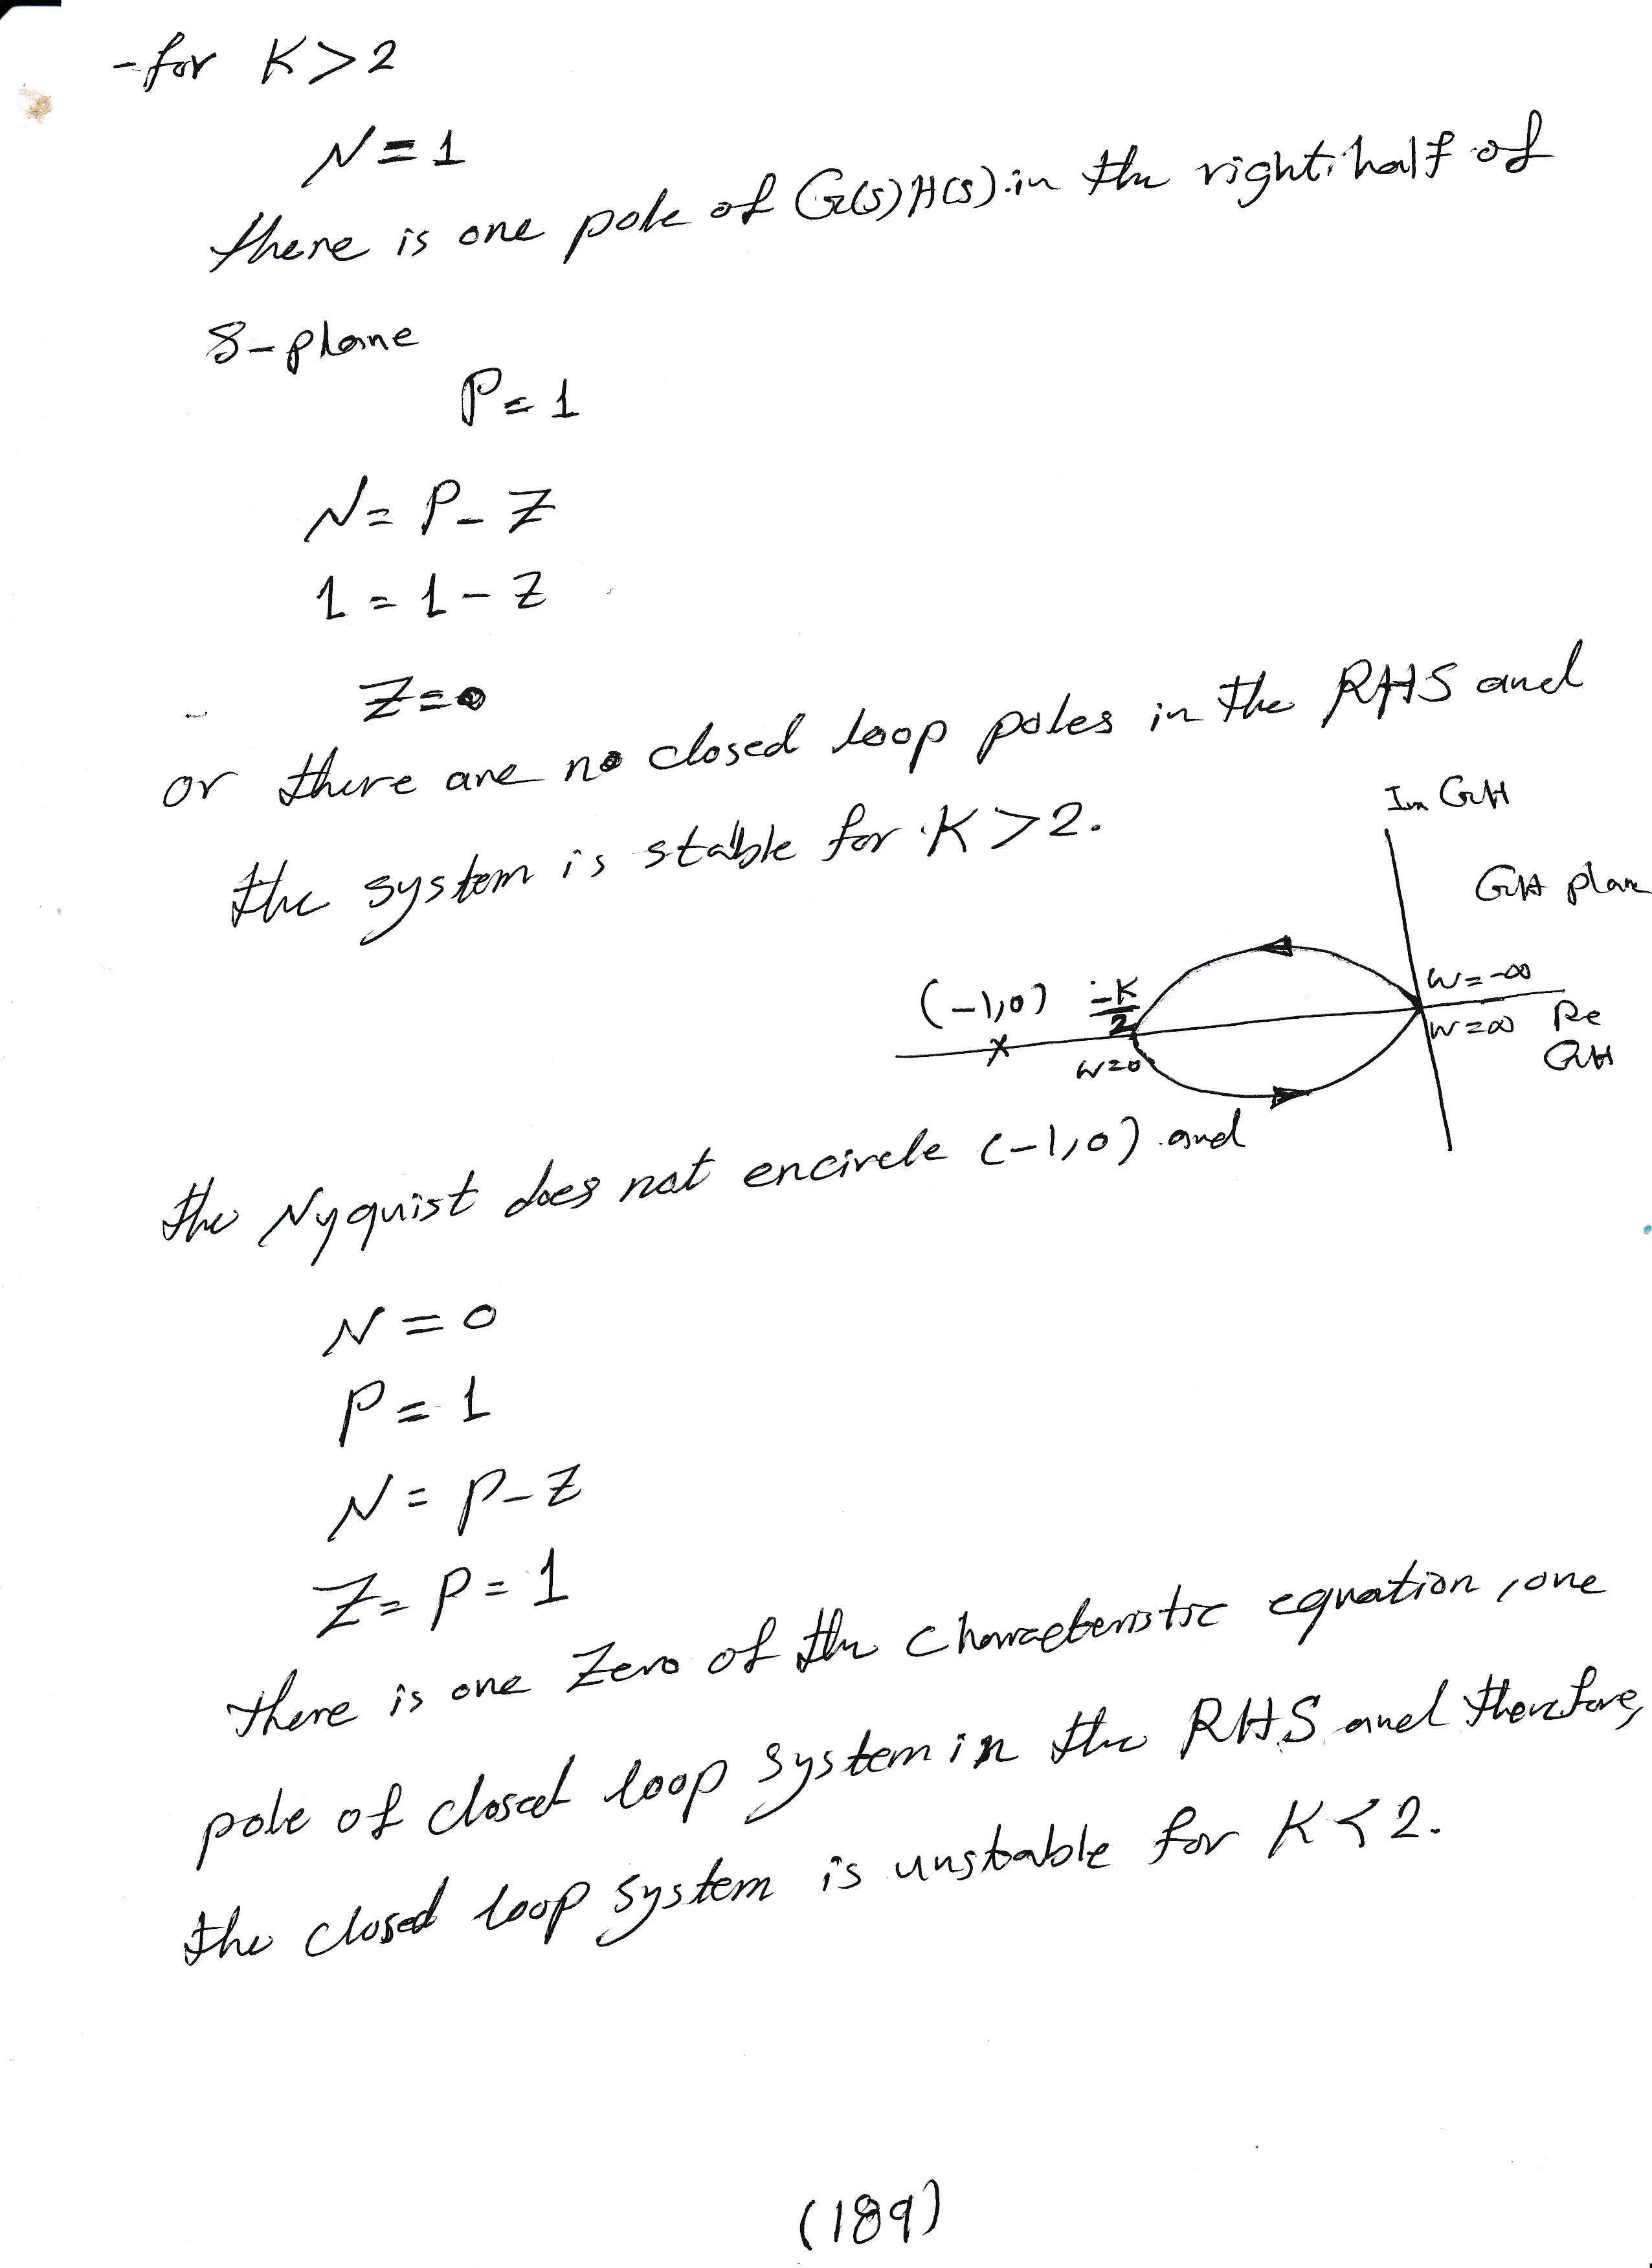 -for K>2
N=1
there is one pole of G(s)H(s) in the right half of
s-plane
P=1
N=P-Z
1=1-Z
Z=0
or there are no closed loop poles in the RHS and
the system is stable for K>2.
Im GH
GH plane
(-1,0)
-K/2
w=-∞
w=0
w=∞
Re
GH
the Nyquist does not encircle (-1,0) and
N=0
P=1
N=P-Z
Z=P=1
there is one zero of the characteristic equation, one
pole of closed loop system in the RHS and therefore,
the closed loop system is unstable for K<2.
(189)